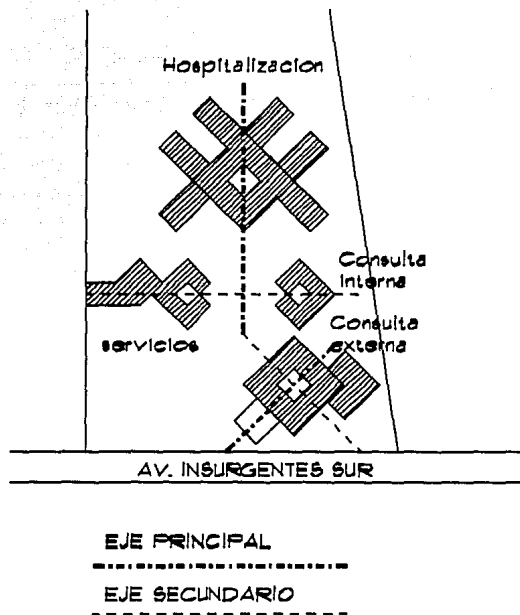 Hospitalizacion
Consulta
interna
Consulta
externa
servicios
AV. INSURGENTES SUR
EJE PRINCIPAL
EJE SECUNDARIO